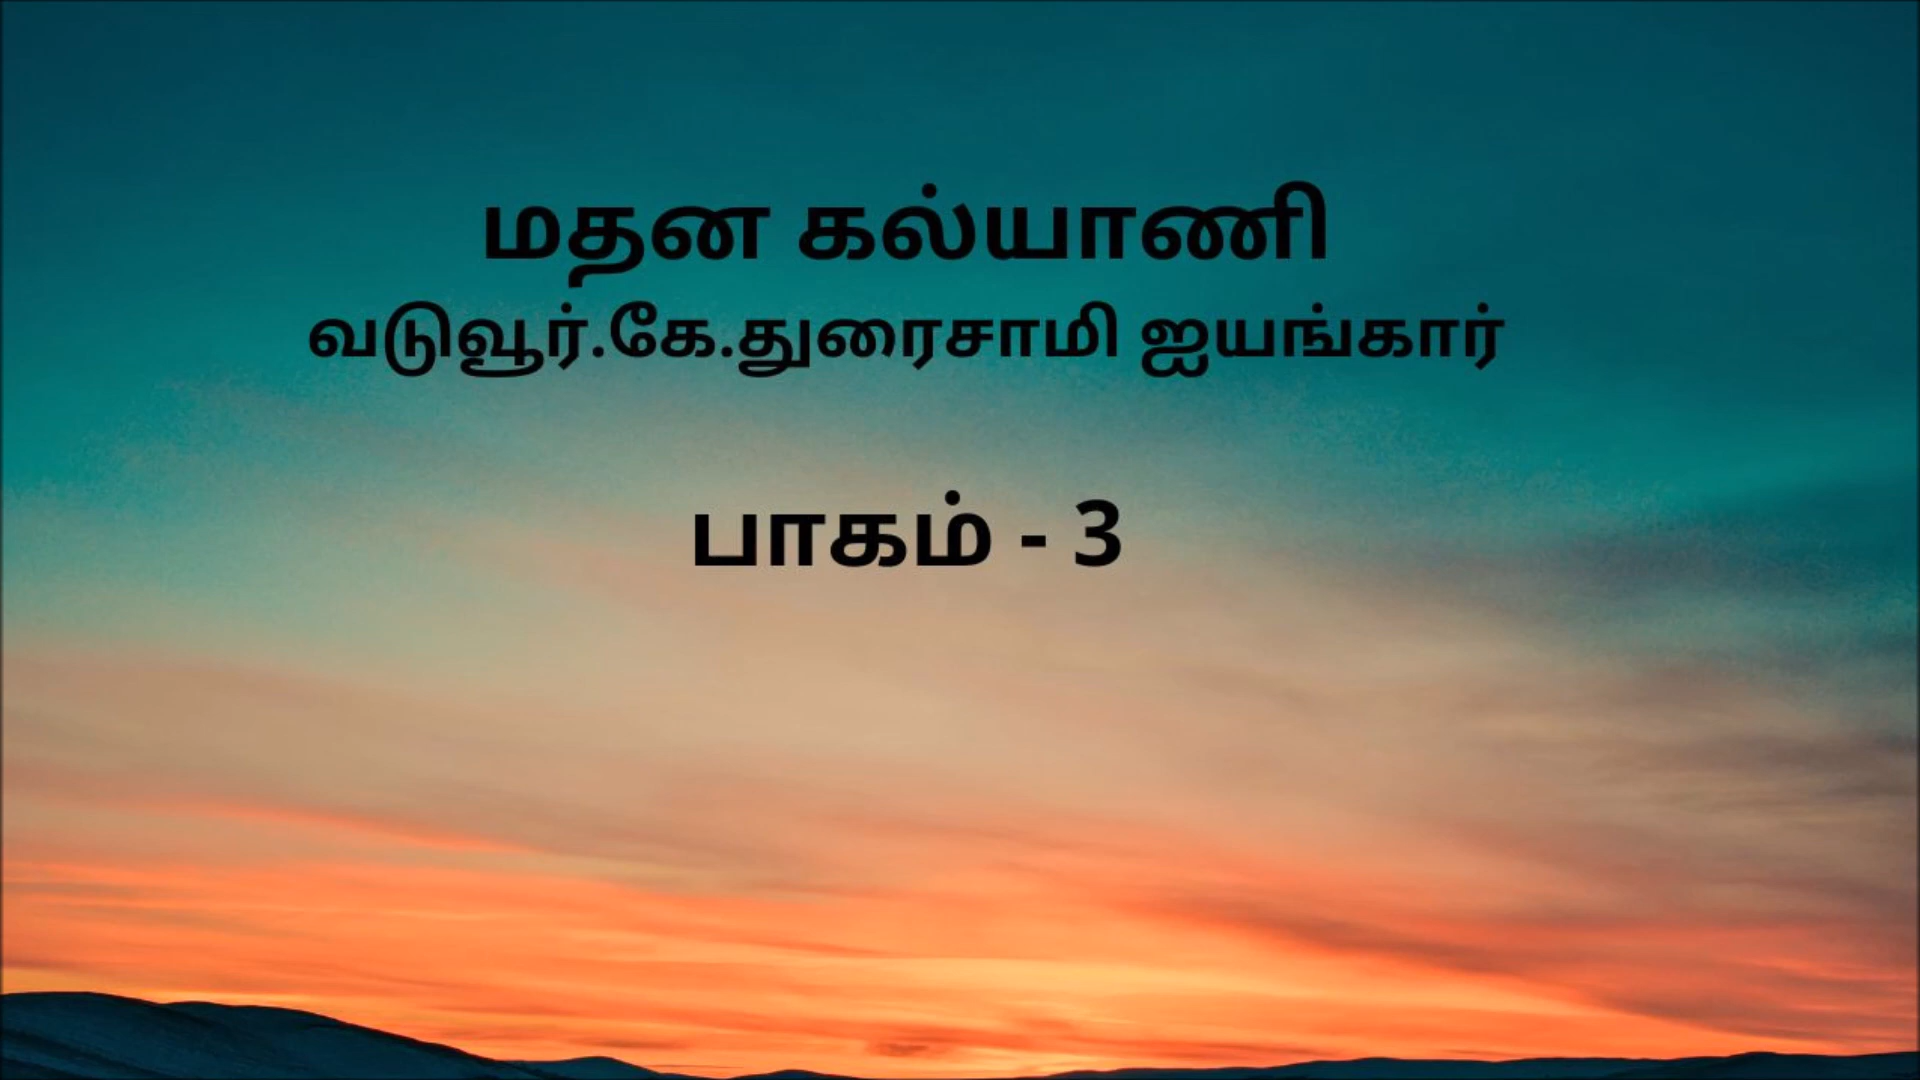 மதன கல்யாணி
வடுவூர்.கே.துரைசாமி ஐயங்கார்
பாகம் - 3